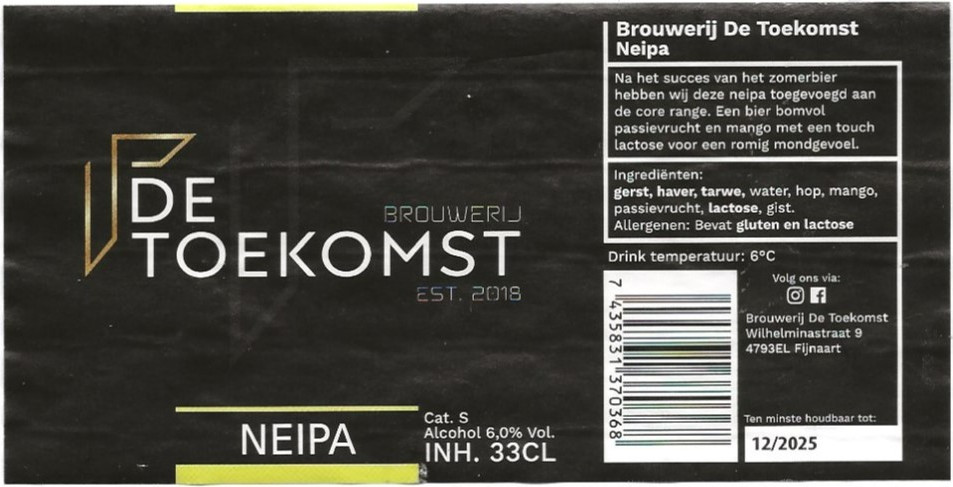 DE
BROUWERIJ
TOEKOMST
EST. 2018
NEIPA
Cat. S
Alcohol 6,0% Vol.
INH. 33CL
Brouwerij De Toekomst
Neipa
Na het succes van het zomerbier
hebben wij deze neipa toegevoegd aan
de core range. Een bier bomvol
passievrucht en mango met een touch
lactose voor een romig mondgevoel.
Ingrediënten:
gerst, haver, tarwe, water, hop, mango,
passievrucht, lactose, gist.
Allergenen: Bevat gluten en lactose
Drink temperatuur: 6°C
7 435831 370368
Volg ons via:
Brouwerij De Toekomst
Wilhelminastraat 9
4793EL Fijnaart
Ten minste houdbaar tot:
12/2025